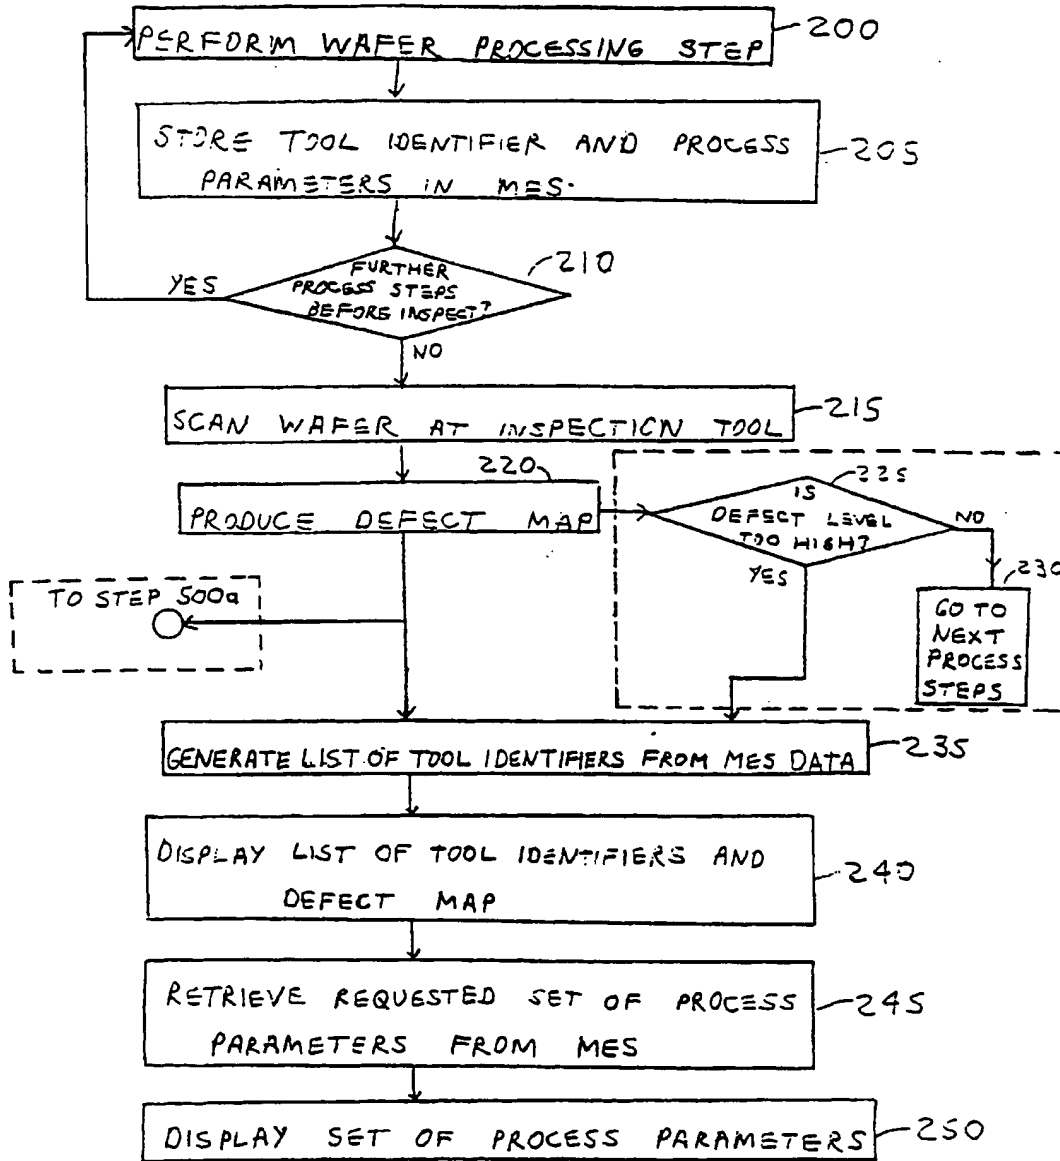 PERFORM WAFER PROCESSING STEP
200
STORE TOOL IDENTIFIER AND PROCESS
PARAMETERS IN MES.
205
FURTHER
PROCESS STEPS
BEFORE INSPECT?
210
YES
NO
SCAN WAFER AT INSPECTION TOOL
215
220
PRODUCE DEFECT MAP
225
IS
DEFECT LEVEL
TOO HIGH?
NO
YES
230
GO TO
NEXT
PROCESS
STEPS
TO STEP 500a
GENERATE LIST OF TOOL IDENTIFIERS FROM MES DATA
235
DISPLAY LIST OF TOOL IDENTIFIERS AND
DEFECT MAP
240
RETRIEVE REQUESTED SET OF PROCESS
PARAMETERS FROM MES
245
DISPLAY SET OF PROCESS PARAMETERS
250